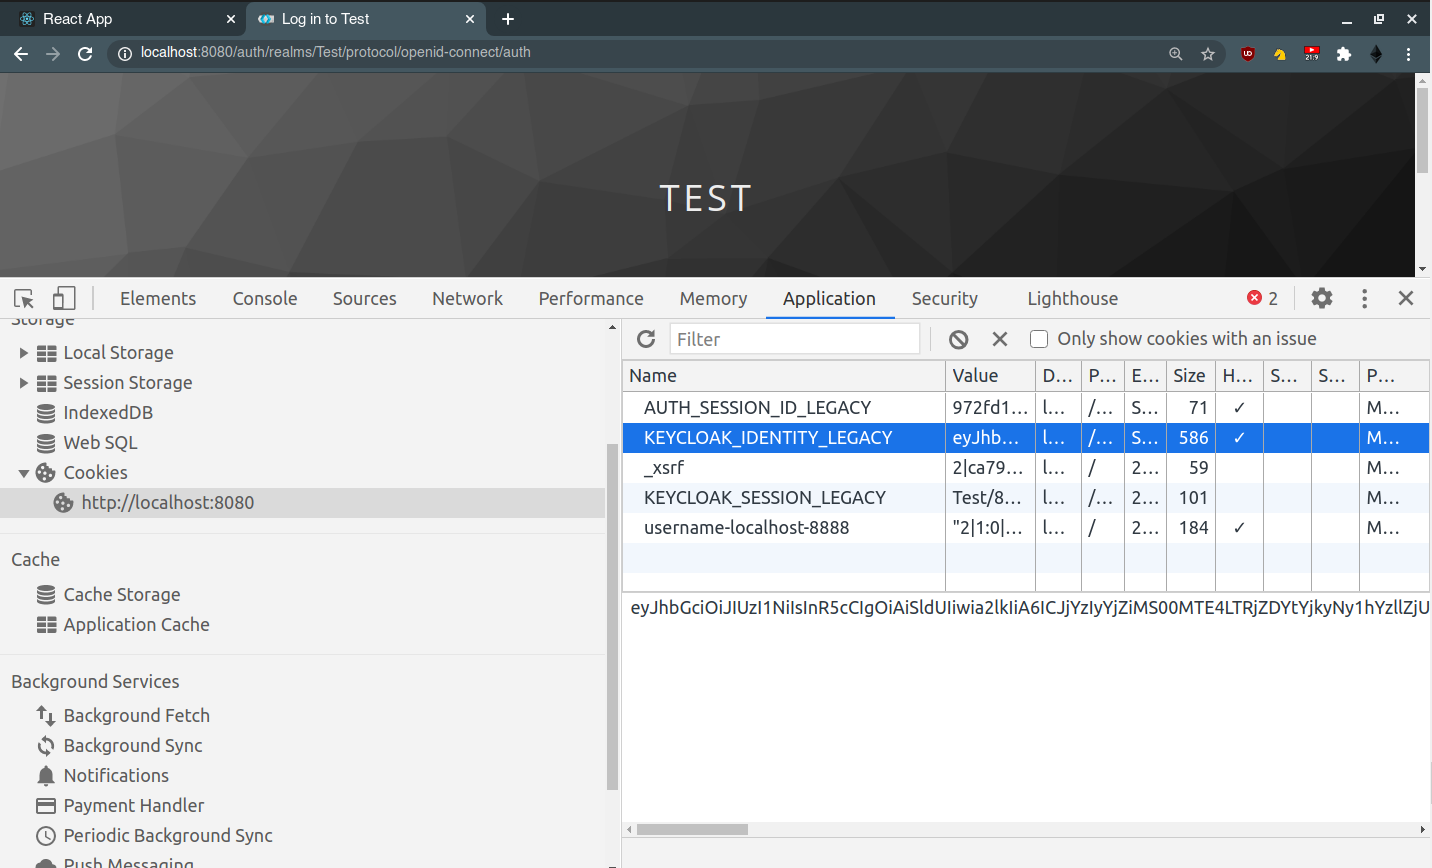 React App
Log in to Test
localhost:8080/auth/realms/Test/protocol/openid-connect/auth
21:9
TEST
Elements Console Sources Network Performance Memory Application Security Lighthouse 2
Storage
Local Storage
Session Storage
IndexedDB
Web SQL
Cookies
http://localhost:8080
Cache
Cache Storage
Application Cache
Background Services
Background Fetch
Background Sync
Notifications
Payment Handler
Periodic Background Sync
Push Messaging
Filter Only show cookies with an issue
Name Value D... P... E... Size H... S... S... P...
AUTH_SESSION_ID_LEGACY 972fd1... l... /... S... 71 ✓ M...
KEYCLOAK_IDENTITY_LEGACY eyJhb... l... /... S... 586 ✓ M...
_xsrf 2|ca79... l... / 2... 59 M...
KEYCLOAK_SESSION_LEGACY Test/8... l... /... 2... 101 M...
username-localhost-8888 "2|1:0|... l... / 2... 184 ✓ M...
eyJhbGciOiJIUzI1NiIsInR5cCIgOiAiSldUIiwia2lkIiA6ICJjYzIyYjZiMS00MTE4LTRjZDYtYjkyNy1hYzllZjU